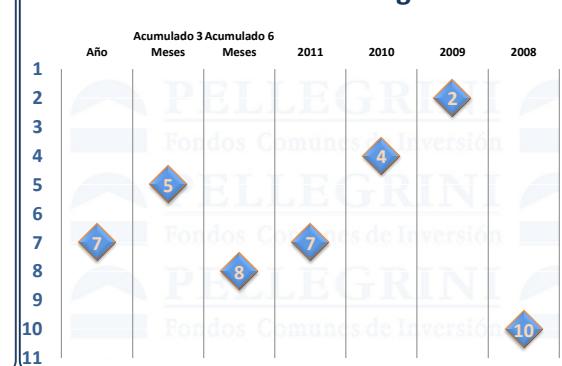 Acumulado 3 Acumulado 6
Año Meses Meses 2011 2010 2009 2008
1
2 2
3
4 4
5 5
6
7 7 7
8 8
9
10 10
11
PELLEGRINI
Fondos Comunes de Inversión
PELLEGRINI
Fondos Comunes de Inversión
PELLEGRINI
Fondos Comunes de Inversión